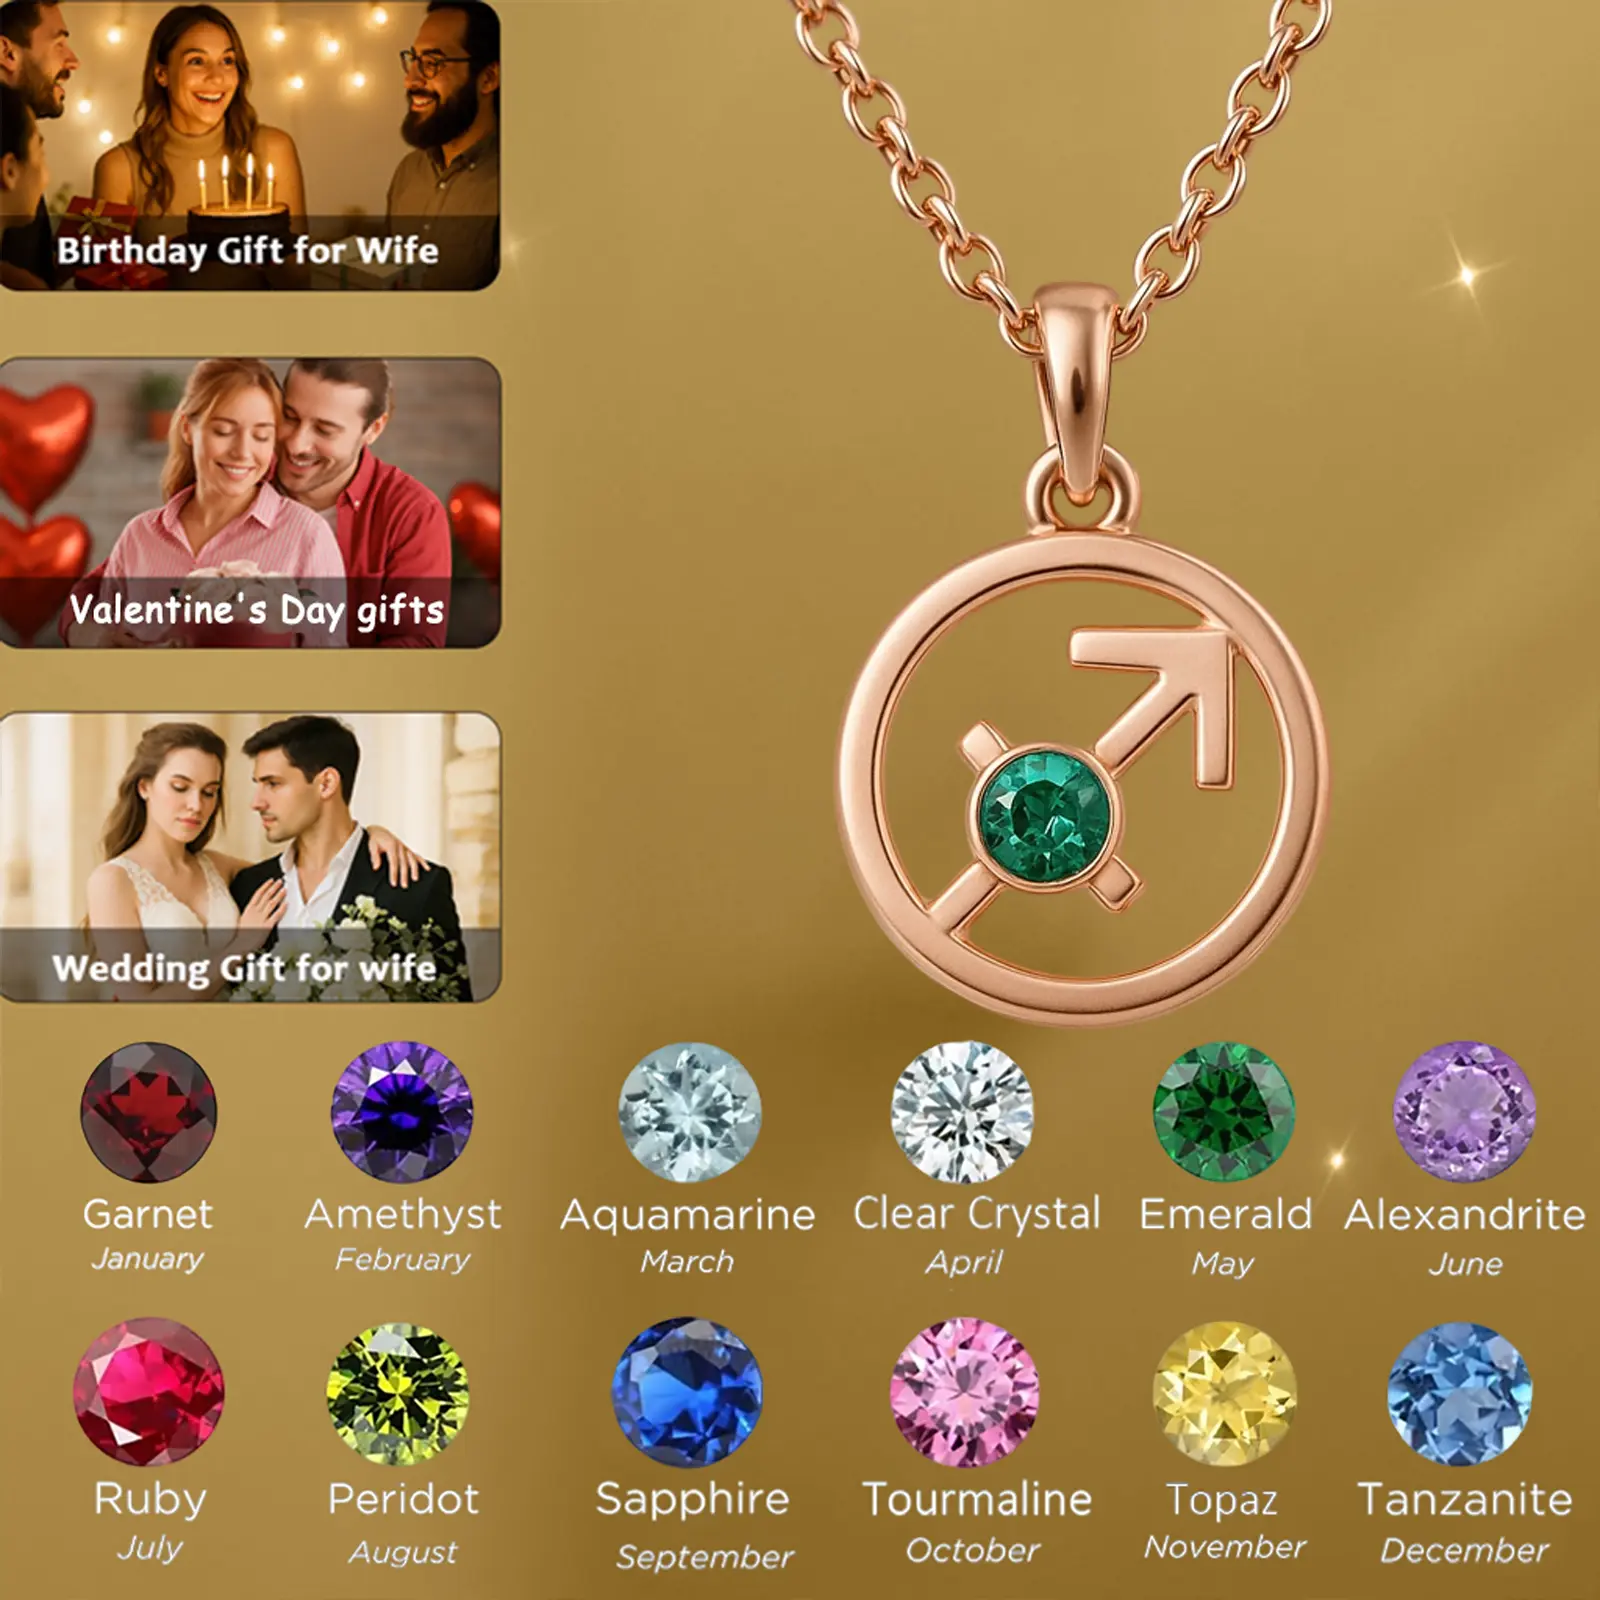 Birthday Gift for Wife
Valentine's Day gifts
Wedding Gift for wife
Garnet
January
Amethyst
February
Aquamarine
March
Clear Crystal
April
Emerald
May
Alexandrite
June
Ruby
July
Peridot
August
Sapphire
September
Tourmaline
October
Topaz
November
Tanzanite
December